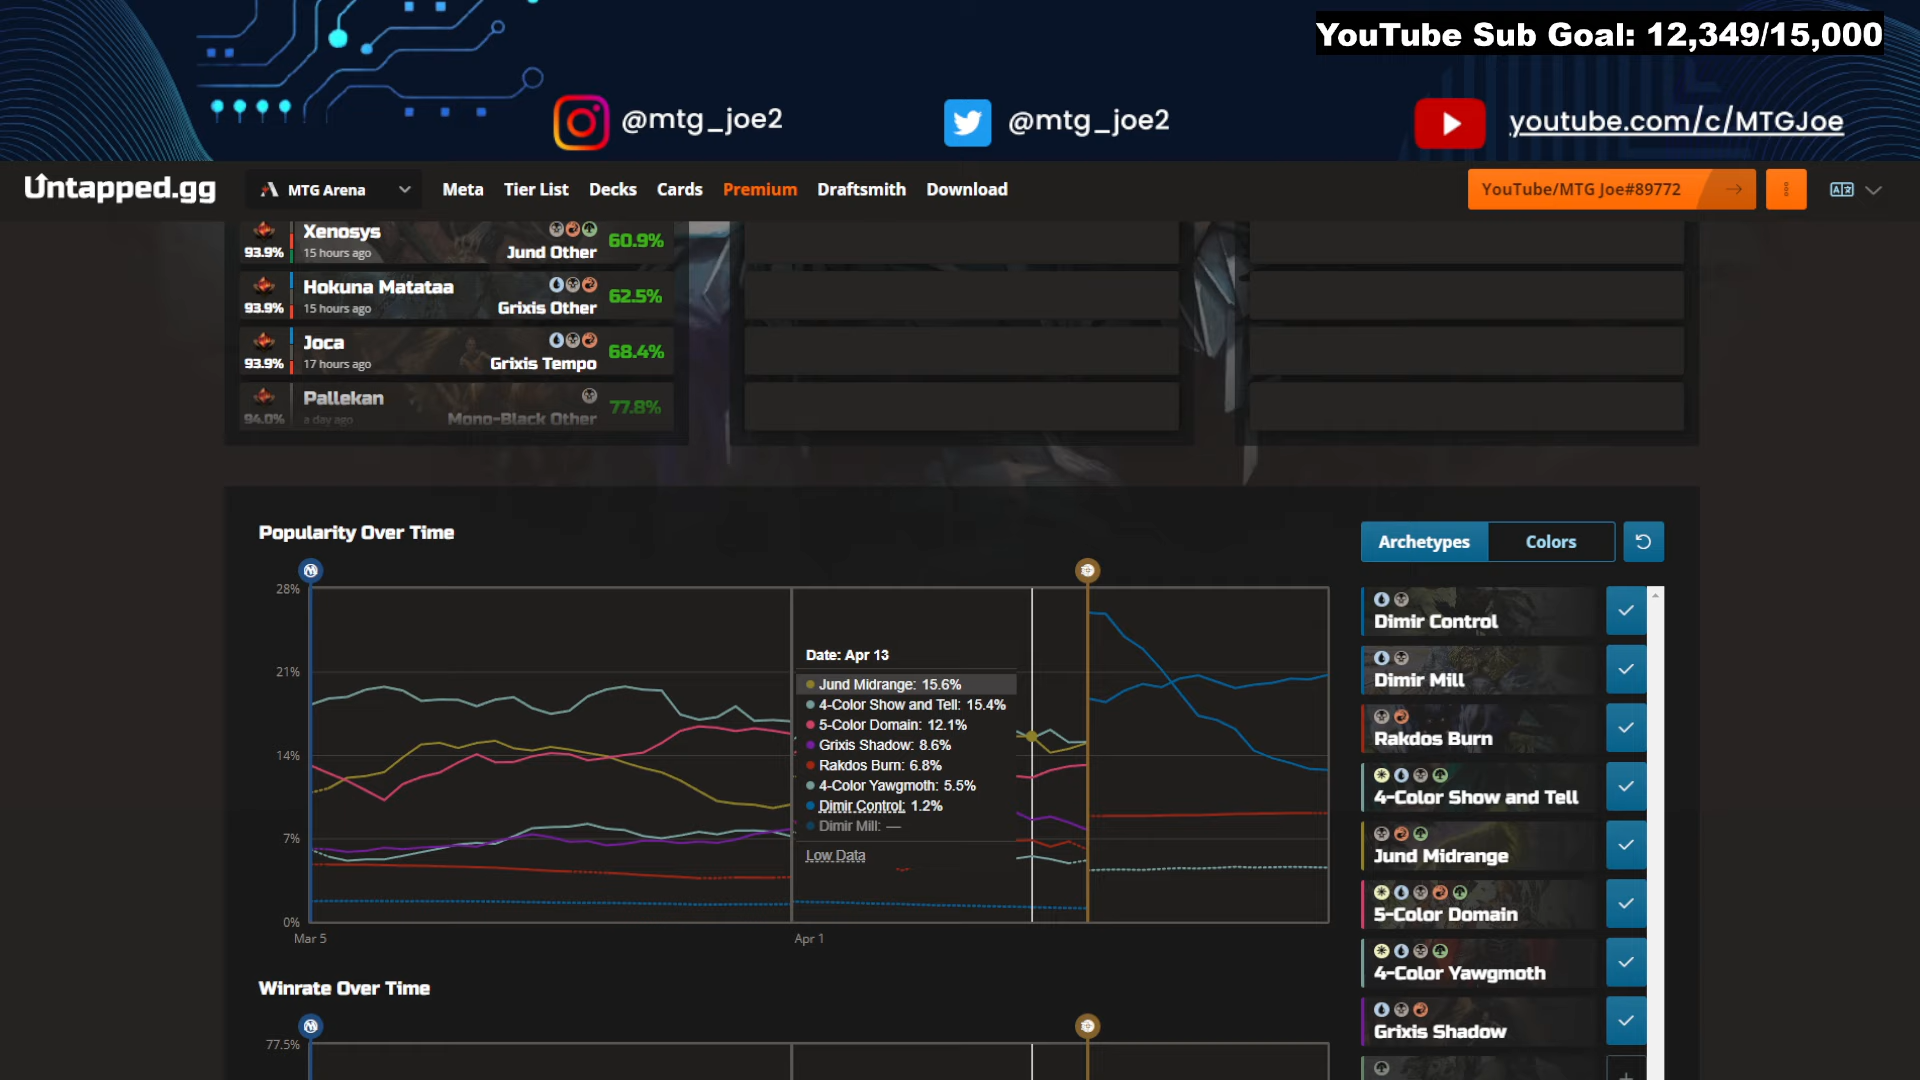 YouTube Sub Goal: 12,349/15,000
@mtg_joe2
@mtg_joe2
youtube.com/c/MTGJoe
Untapped.gg
MTG Arena
Meta
Tier List
Decks
Cards
Premium
Draftsmith
Download
YouTube/MTG Joe#89772
93.9%
Xenosys
15 hours ago
Jund Other
60.9%
93.9%
Hokuna Matataa
15 hours ago
Grixis Other
62.5%
93.9%
Joca
17 hours ago
Grixis Tempo
68.4%
94.0%
Pallekan
a day ago
Mono-Black Other
77.8%
Popularity Over Time
Archetypes
Colors
28%
21%
14%
7%
0%
Mar 5
Apr 1
Date: Apr 13
Jund Midrange: 15.6%
4-Color Show and Tell: 15.4%
5-Color Domain: 12.1%
Grixis Shadow: 8.6%
Rakdos Burn: 6.8%
4-Color Yawgmoth: 5.5%
Dimir Control: 1.2%
Dimir Mill: —
Low Data
Dimir Control
Dimir Mill
Rakdos Burn
4-Color Show and Tell
Jund Midrange
5-Color Domain
4-Color Yawgmoth
Grixis Shadow
Winrate Over Time
77.5%